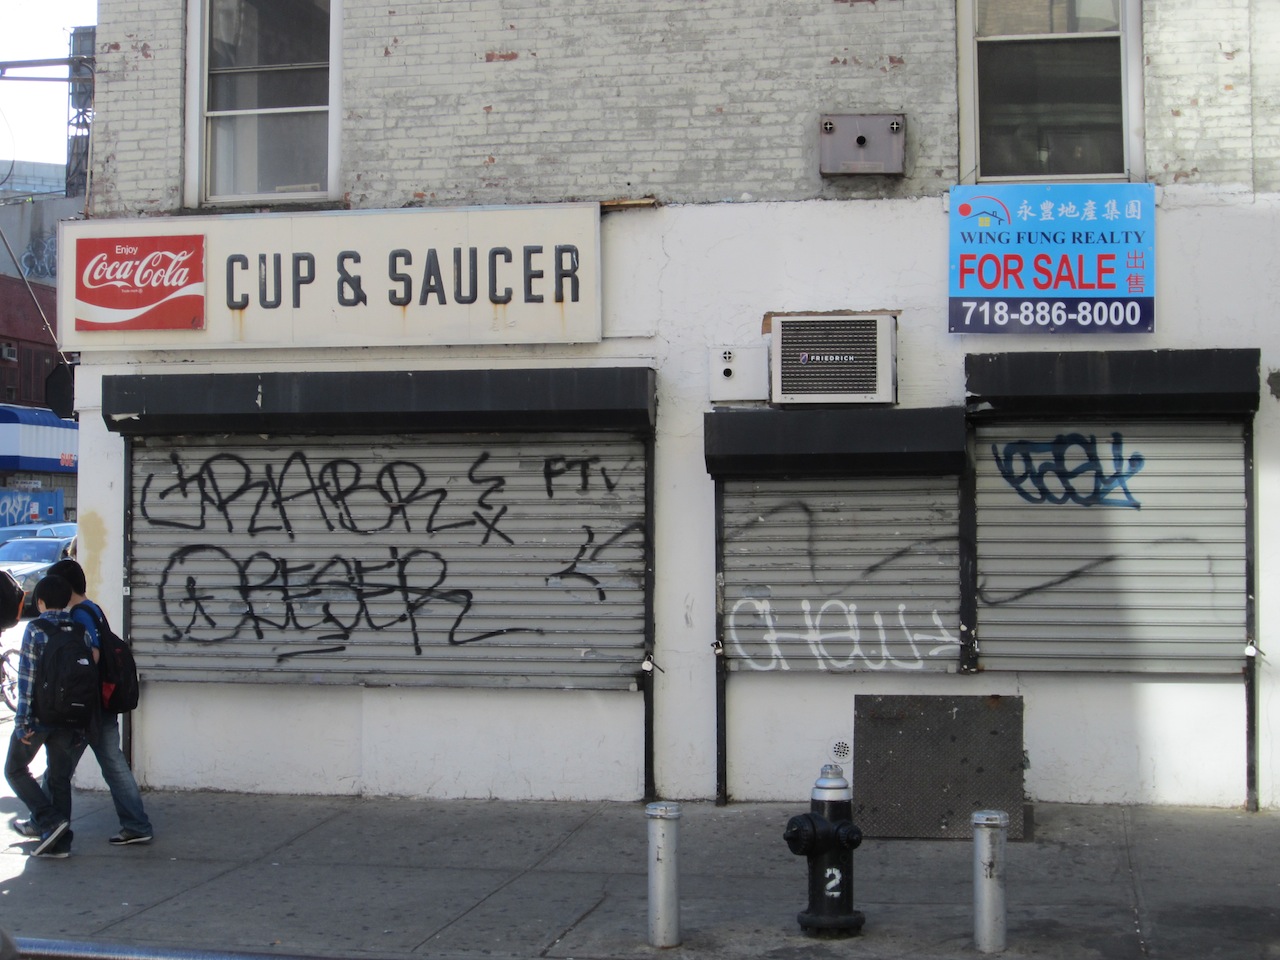 Enjoy
Coca-Cola
CUP & SAUCER
永豐地產集團
WING FUNG REALTY
FOR SALE
出售
718-886-8000
FRIEDRICH
FTV
2